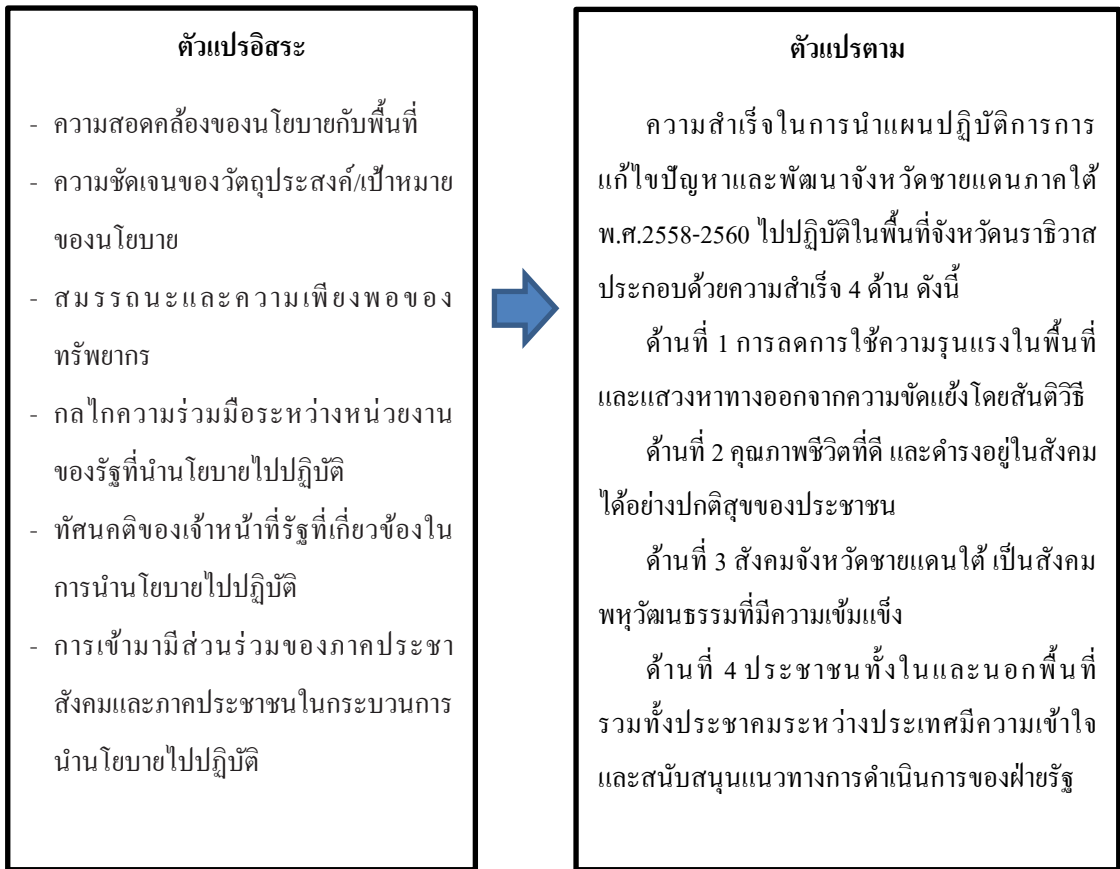 ตัวแปรอิสระ
- ความสอดคล้องของนโยบายกับพื้นที่
- ความชัดเจนของวัตถุประสงค์/เป้าหมาย
ของนโยบาย
- สมรรถนะและความเพียงพอของ
ทรัพยากร
- กลไกความร่วมมือระหว่างหน่วยงาน
ของรัฐที่นำนโยบายไปปฏิบัติ
- ทัศนคติของเจ้าหน้าที่รัฐที่เกี่ยวข้องใน
การนำนโยบายไปปฏิบัติ
- การเข้ามามีส่วนร่วมของภาคประชา
สังคมและภาคประชาชนในกระบวนการ
นำนโยบายไปปฏิบัติ
ตัวแปรตาม
ความสำเร็จในการนำแผนปฏิบัติการการ
แก้ไขปัญหาและพัฒนาจังหวัดชายแดนภาคใต้
พ.ศ.2558-2560 ไปปฏิบัติในพื้นที่จังหวัดนราธิวาส
ประกอบด้วยความสำเร็จ 4 ด้าน ดังนี้
ด้านที่ 1 การลดการใช้ความรุนแรงในพื้นที่
และแสวงหาทางออกจากความขัดแย้งโดยสันติวิธี
ด้านที่ 2 คุณภาพชีวิตที่ดี และดำรงอยู่ในสังคม
ได้อย่างปกติสุขของประชาชน
ด้านที่ 3 สังคมจังหวัดชายแดนใต้ เป็นสังคม
พหุวัฒนธรรมที่มีความเข้มแข็ง
ด้านที่ 4 ประชาชนทั้งในและนอกพื้นที่
รวมทั้งประชาคมระหว่างประเทศมีความเข้าใจ
และสนับสนุนแนวทางการดำเนินการของฝ่ายรัฐ